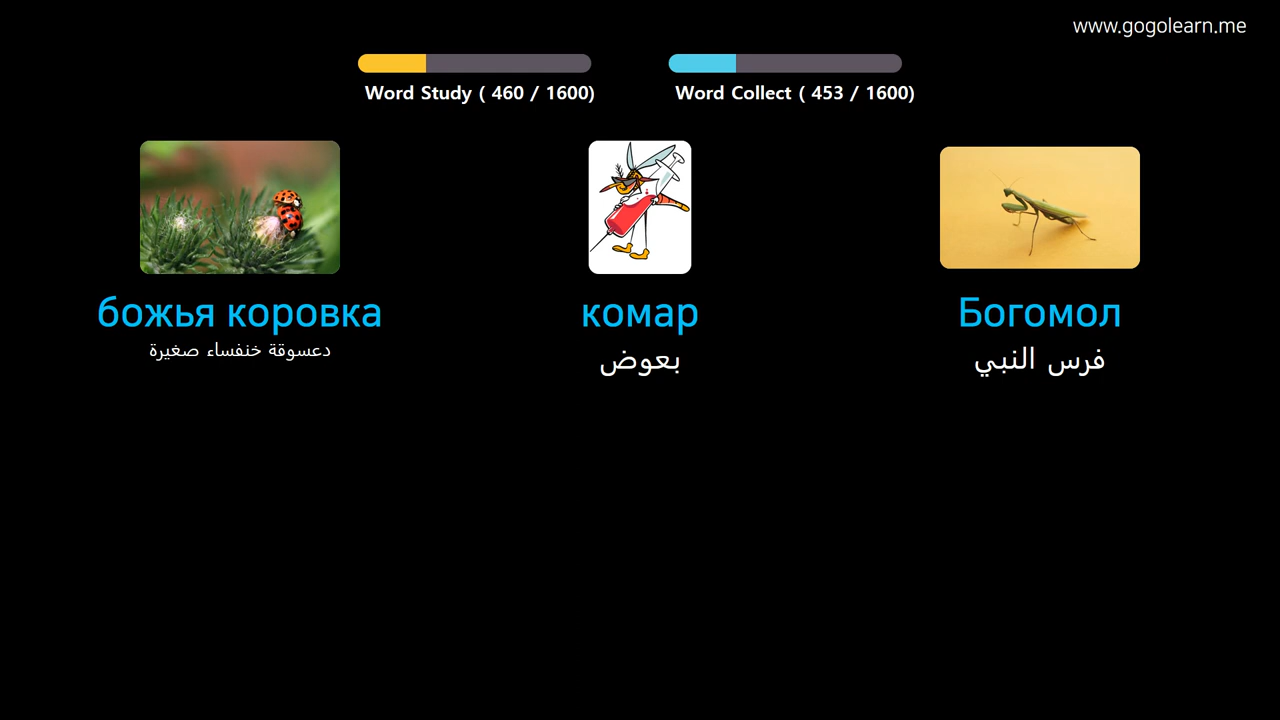 www.gogolearn.me
Word Study ( 460 / 1600)
Word Collect ( 453 / 1600)
божья коровка
دعسوقة خنفساء صغيرة
комар
بعوض
Богомол
فرس النبي